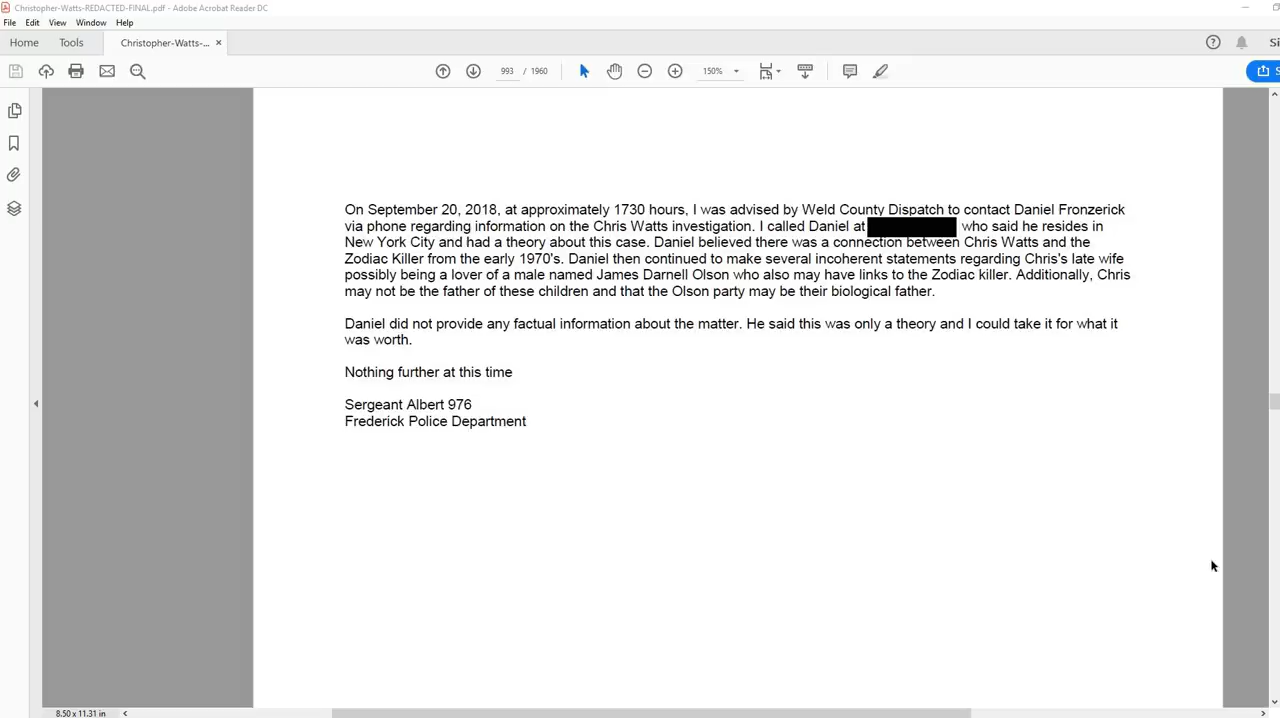 Christopher-Watts-REDACTED-FINAL.pdf - Adobe Acrobat Reader DC
File Edit View Window Help
Home Tools Christopher-Watts-... ×
993 / 1960 150%
On September 20, 2018, at approximately 1730 hours, I was advised by Weld County Dispatch to contact Daniel Fronzerick
via phone regarding information on the Chris Watts investigation. I called Daniel at who said he resides in
New York City and had a theory about this case. Daniel believed there was a connection between Chris Watts and the
Zodiac Killer from the early 1970's. Daniel then continued to make several incoherent statements regarding Chris's late wife
possibly being a lover of a male named James Darnell Olson who also may have links to the Zodiac killer. Additionally, Chris
may not be the father of these children and that the Olson party may be their biological father.
Daniel did not provide any factual information about the matter. He said this was only a theory and I could take it for what it
was worth.
Nothing further at this time
Sergeant Albert 976
Frederick Police Department
8.50 x 11.31 in